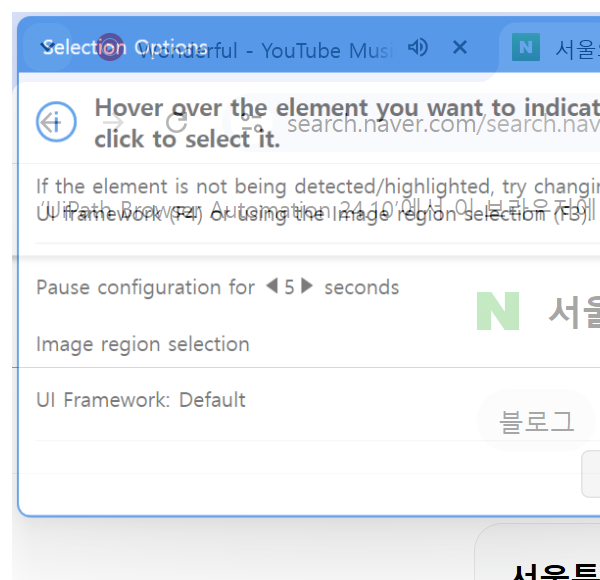 Selection Options
Wonderful - YouTube Musi
서울
Hover over the element you want to indicat
click to select it.
search.naver.com/search.nav
If the element is not being detected/highlighted, try changin
UI framework (F4) or using the Image region selection (F3).
'UiPath Browser Automation 24.10'에서 이 브라우저에
Pause configuration for 5 seconds
서울
Image region selection
UI Framework: Default
블로그
서울특